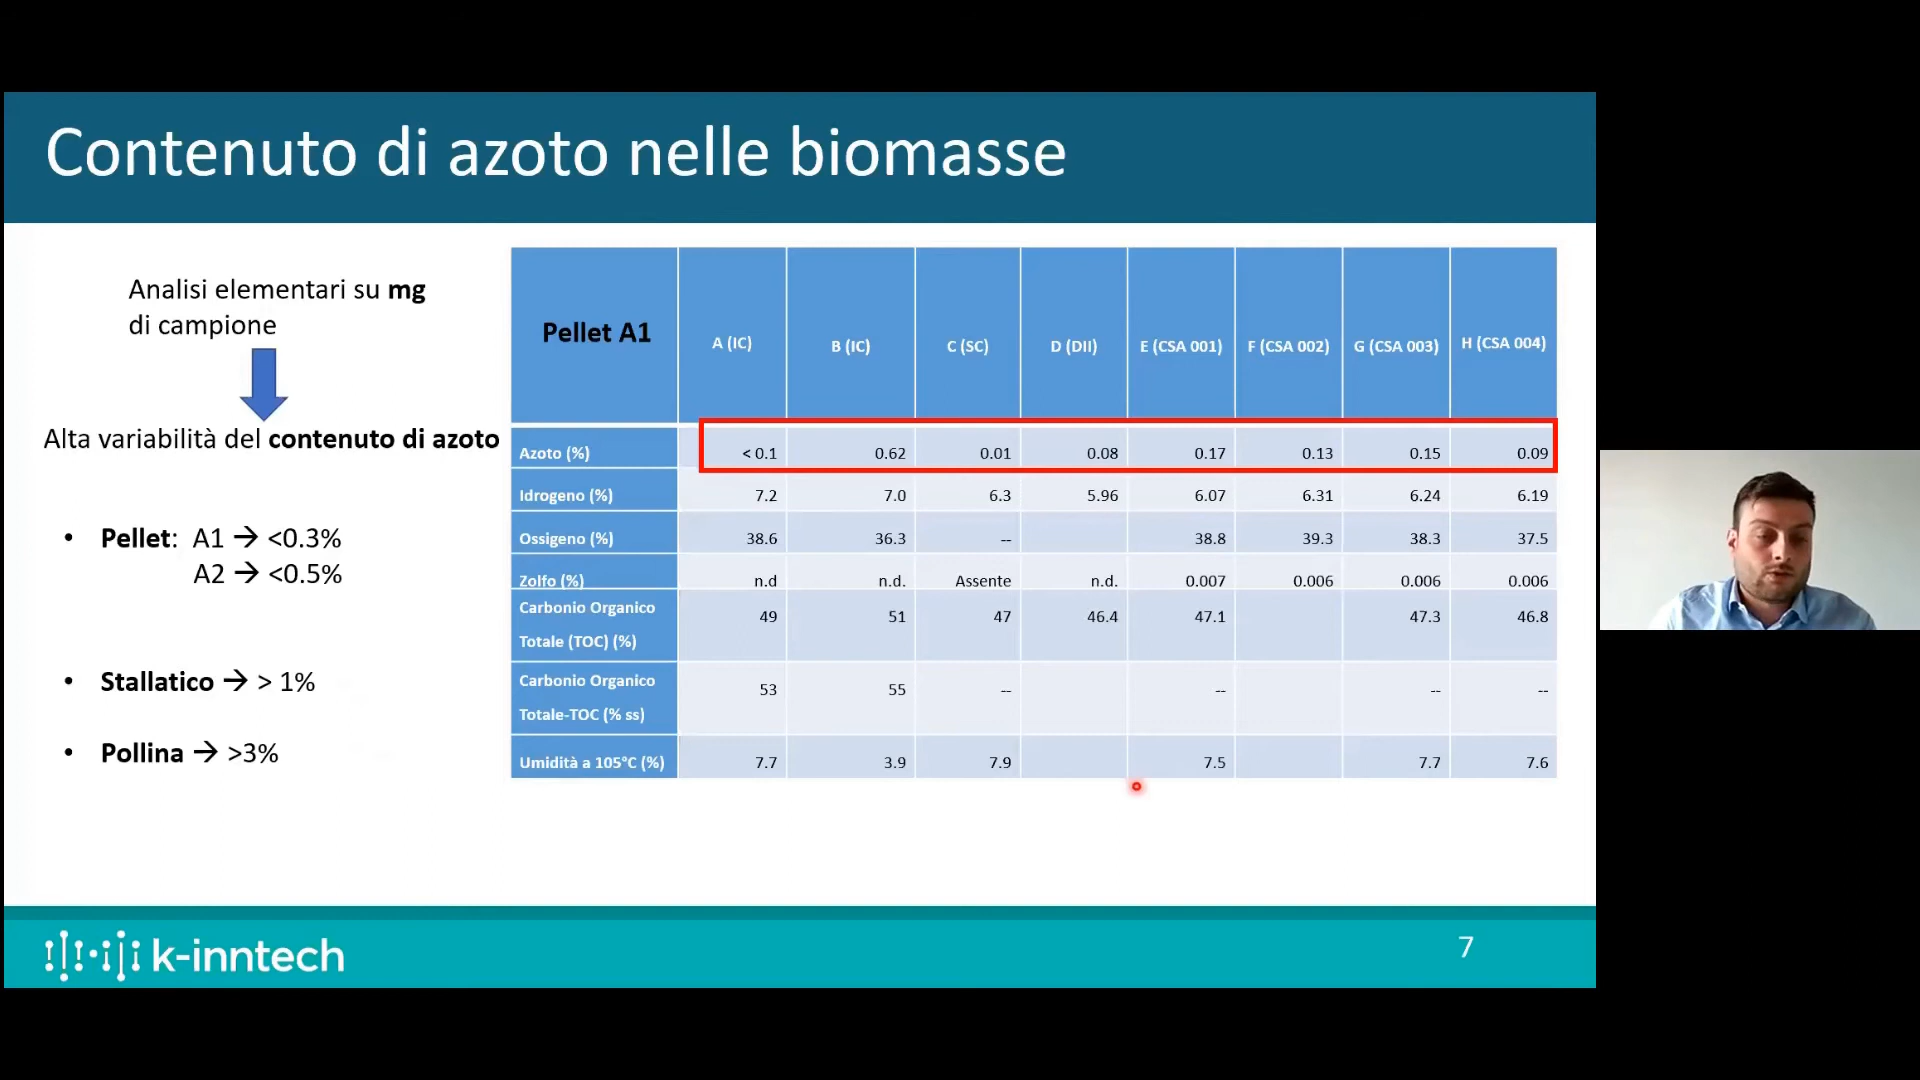 Contenuto di azoto nelle biomasse
Analisi elementari su mg
di campione
Alta variabilità del contenuto di azoto
• Pellet: A1 → <0.3%
A2 → <0.5%
• Stallatico → > 1%
• Pollina → >3%
Pellet A1 A (IC) B (IC) C (SC) D (DII) E (CSA 001) F (CSA 002) G (CSA 003) H (CSA 004)
Azoto (%) < 0.1 0.62 0.01 0.08 0.17 0.13 0.15 0.09
Idrogeno (%) 7.2 7.0 6.3 5.96 6.07 6.31 6.24 6.19
Ossigeno (%) 38.6 36.3 -- 38.8 39.3 38.3 37.5
Zolfo (%) n.d n.d. Assente n.d. 0.007 0.006 0.006 0.006
Carbonio Organico
Totale (TOC) (%) 49 51 47 46.4 47.1 47.3 46.8
Carbonio Organico
Totale-TOC (% ss) 53 55 -- -- -- --
Umidità a 105°C (%) 7.7 3.9 7.9 7.5 7.7 7.6
k-inntech
7